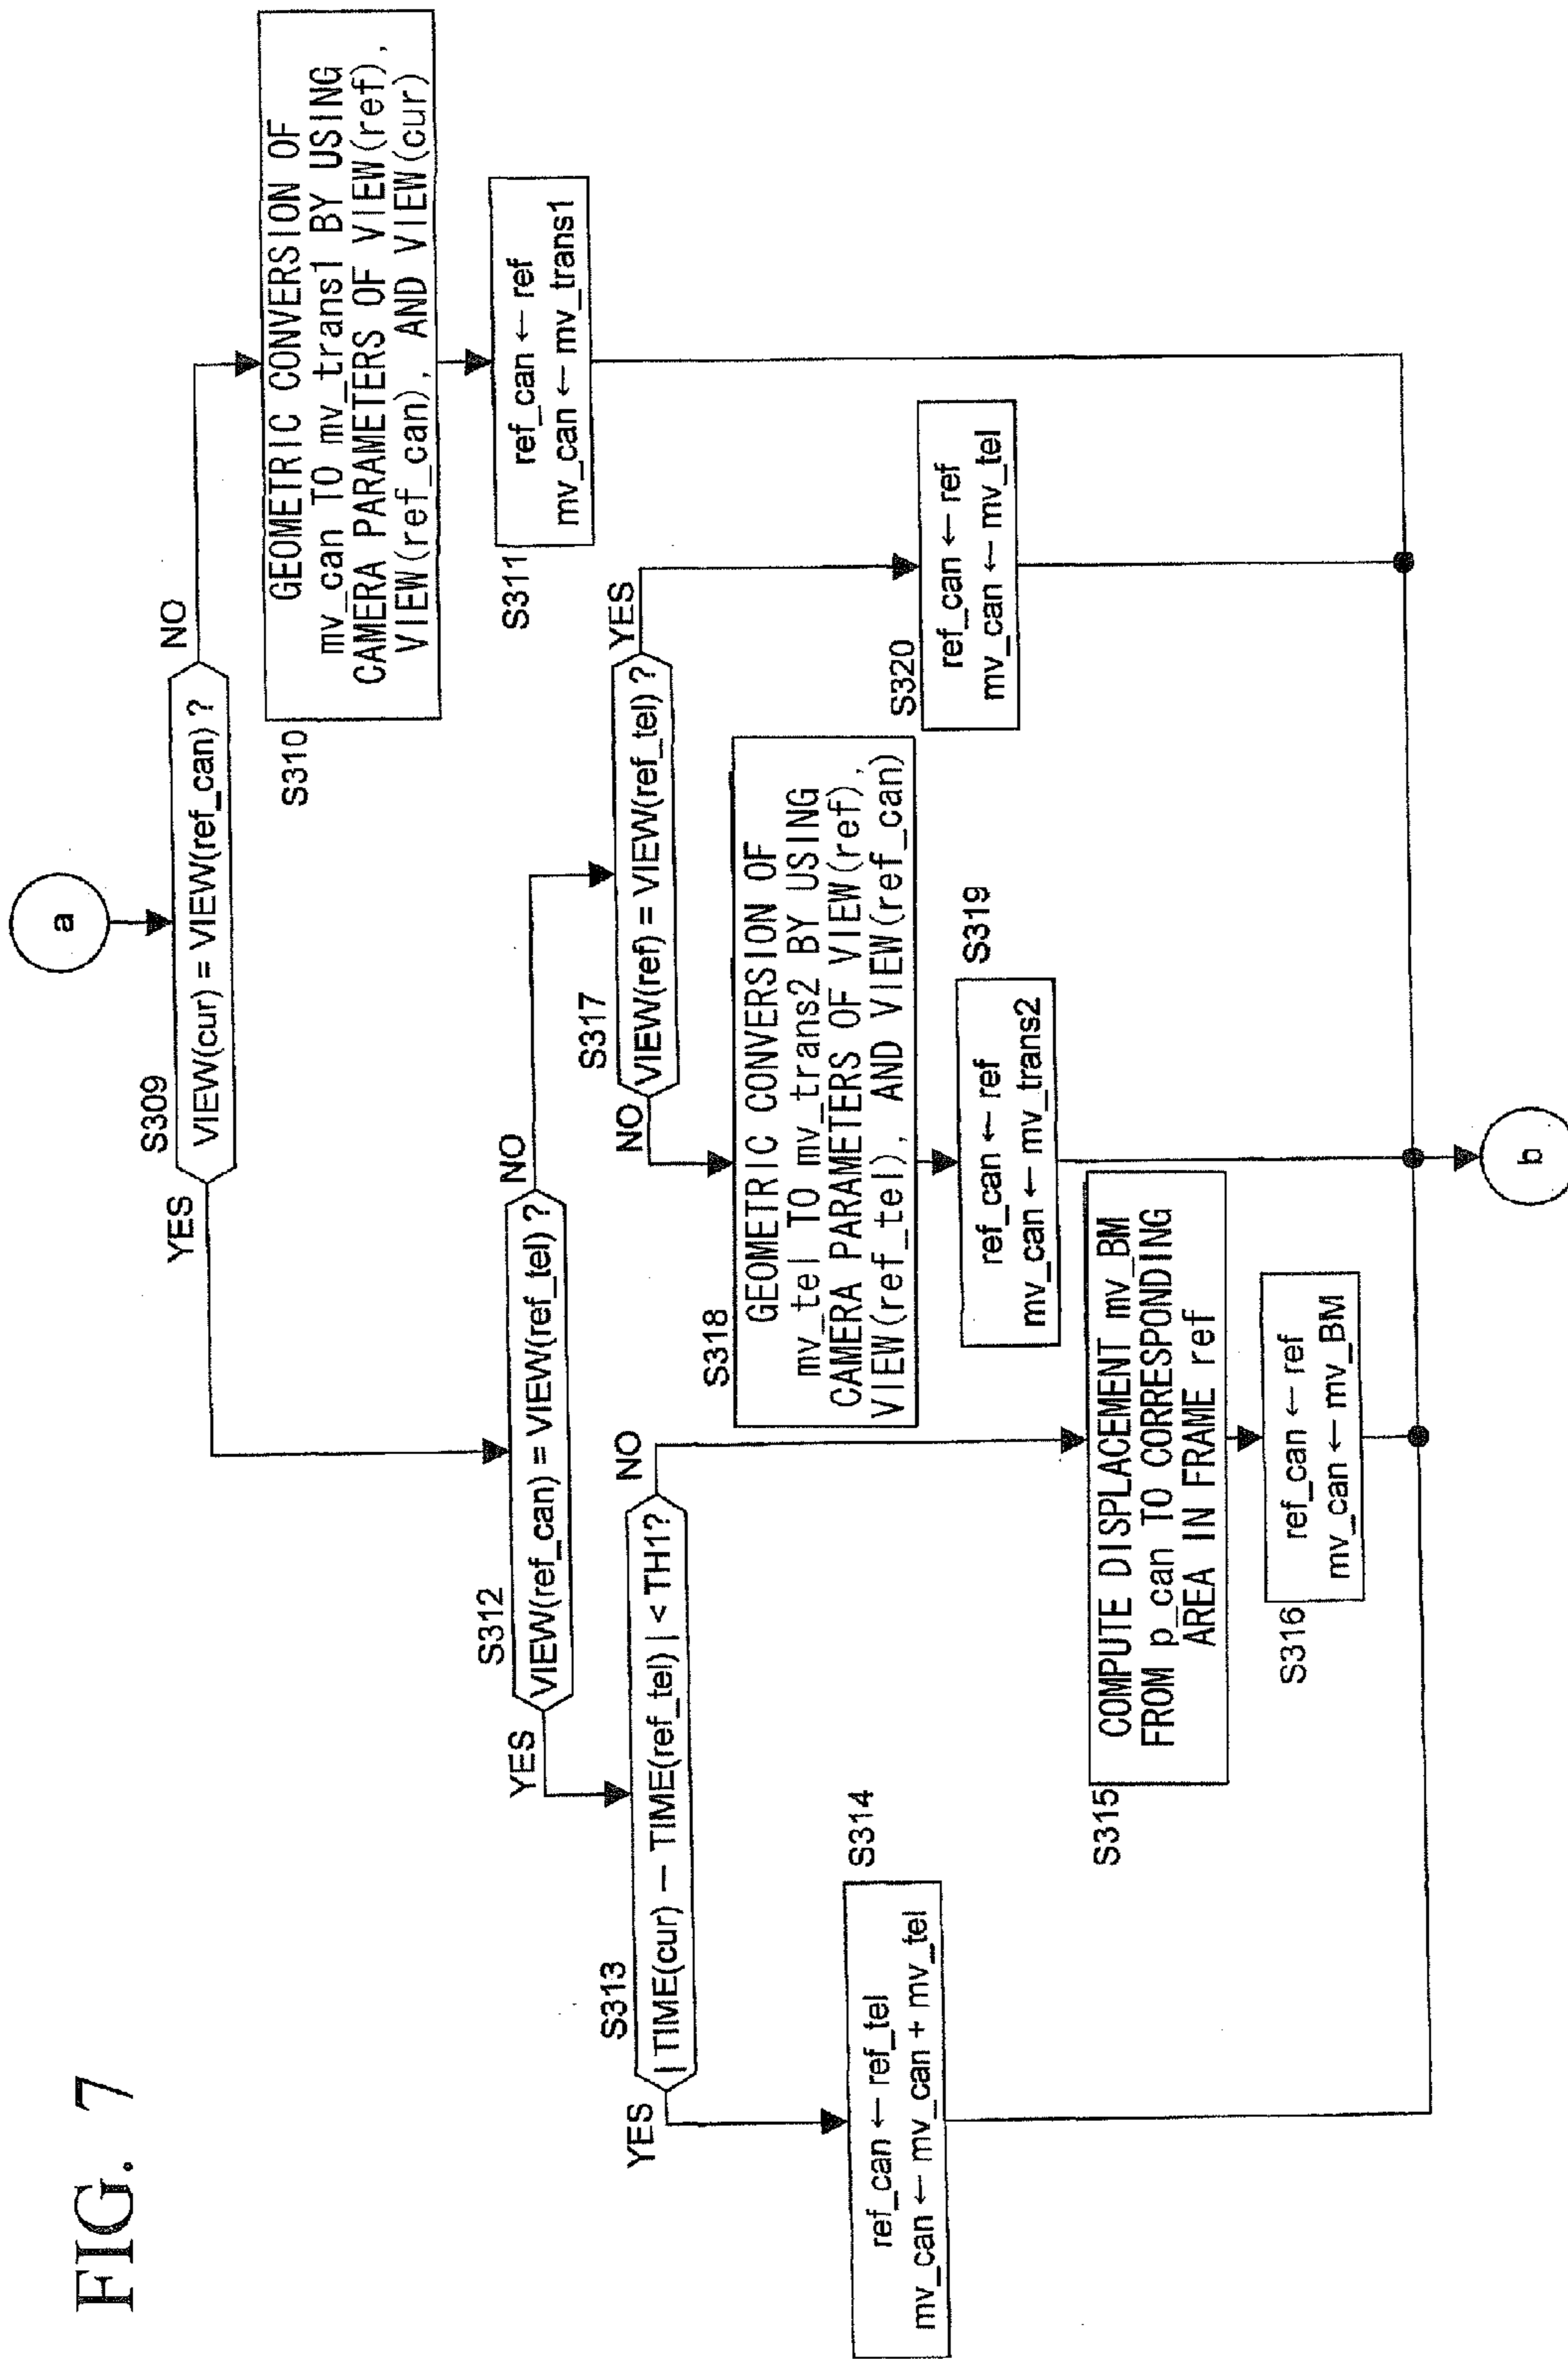 FIG. 7
a
S309
VIEW(cur) = VIEW(ref_can) ?
YES
NO
S310
GEOMETRIC CONVERSION OF
mv_can TO mv_trans1 BY USING
CAMERA PARAMETERS OF VIEW(ref),
VIEW(ref_can), AND VIEW(cur)
S311
ref_can ← ref
mv_can ← mv_trans1
S312
VIEW(ref_can) = VIEW(ref_tel) ?
YES
NO
S313
| TIME(cur) − TIME(ref_tel) | < TH1?
YES
NO
S314
ref_can ← ref_tel
mv_can ← mv_can + mv_tel
S315
COMPUTE DISPLACEMENT mv_BM
FROM p_can TO CORRESPONDING
AREA IN FRAME ref
S316
ref_can ← ref
mv_can ← mv_BM
S317
VIEW(ref) = VIEW(ref_tel) ?
NO
YES
S318
GEOMETRIC CONVERSION OF
mv_tel TO mv_trans2 BY USING
CAMERA PARAMETERS OF VIEW(ref),
VIEW(ref_tel), AND VIEW(ref_can)
S319
ref_can ← ref
mv_can ← mv_trans2
S320
ref_can ← ref
mv_can ← mv_tel
b